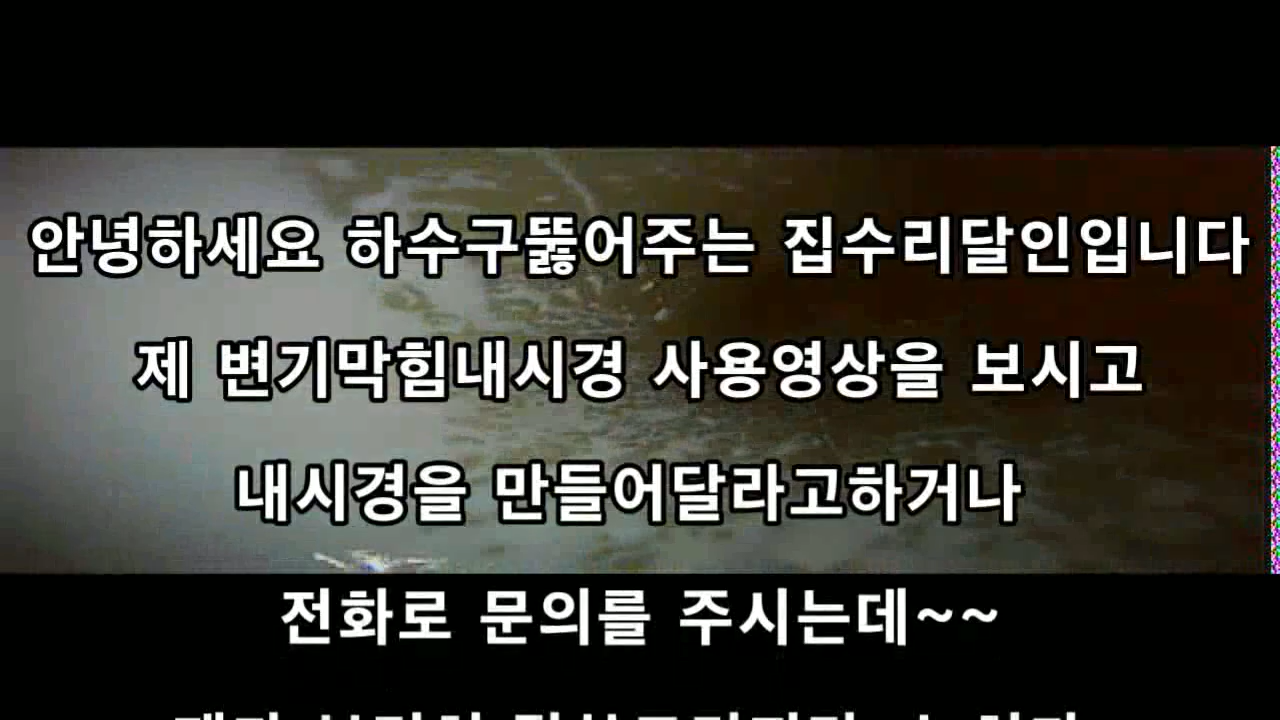 안녕하세요 하수구뚫어주는 집수리달인입니다
제 변기막힘내시경 사용영상을 보시고
내시경을 만들어달라고하거나
전화로 문의를 주시는데~~